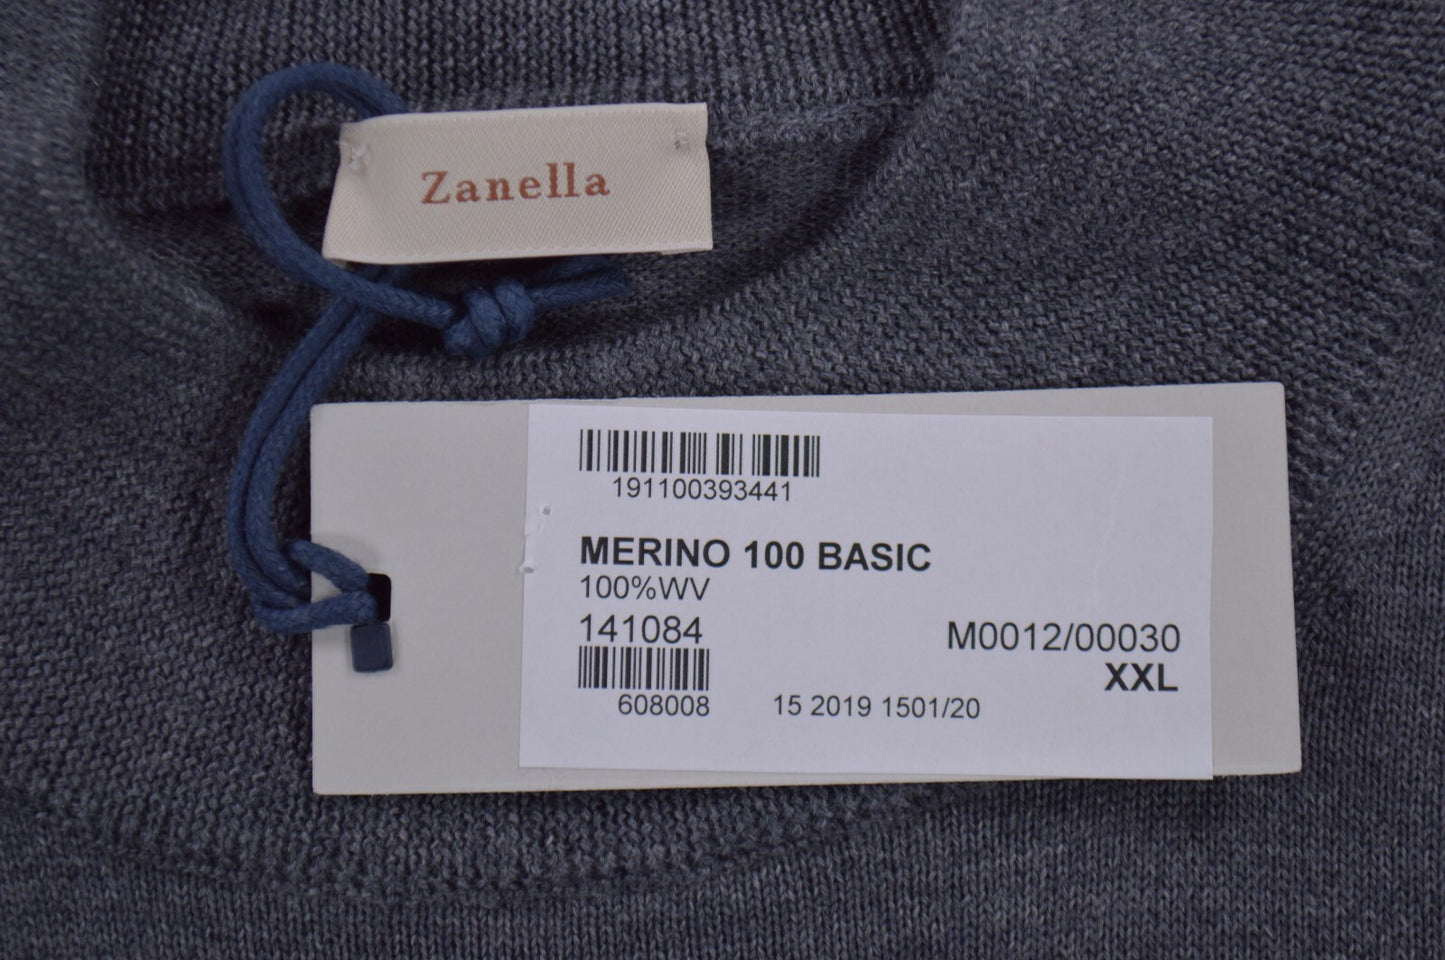 Zanella
191100393441
MERINO 100 BASIC
100%WV
141084
M0012/00030
XXL
608008
15 2019 1501/20